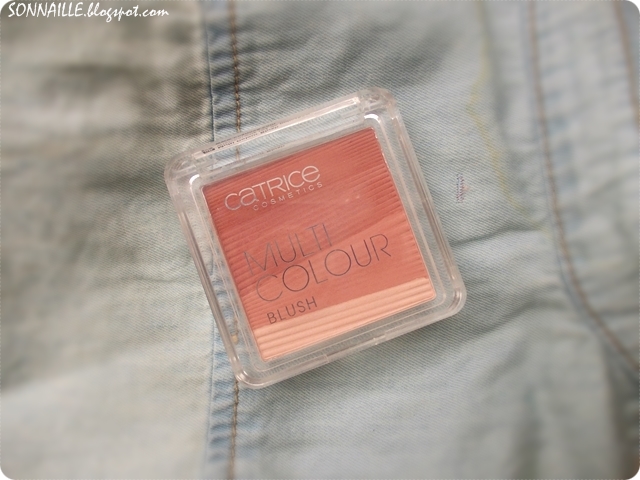 SONNAILLE.blogspot.com
CATRICE
COSMETICS
MULTI
COLOUR
BLUSH